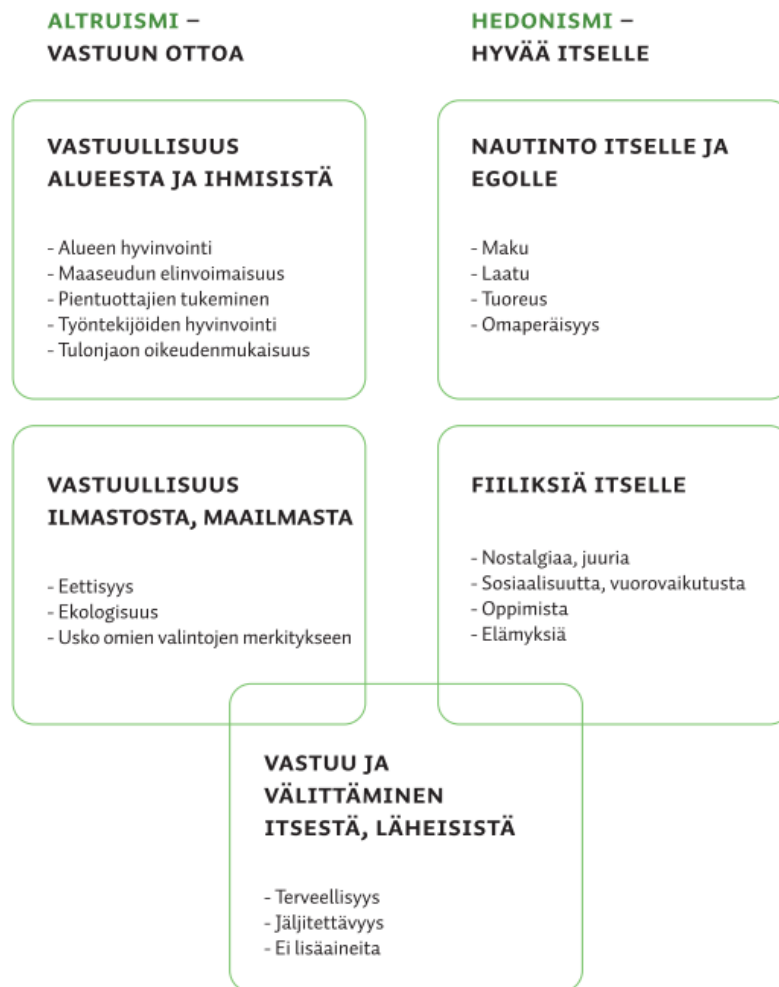 ALTRUISMI –
VASTUUN OTTOA
HEDONISMI –
HYVÄÄ ITSELLE
VASTUULLISUUS
ALUEESTA JA IHMISISTÄ
- Alueen hyvinvointi
- Maaseudun elinvoimaisuus
- Pientuottajien tukeminen
- Työntekijöiden hyvinvointi
- Tulonjaon oikeudenmukaisuus
NAUTINTO ITSELLE JA
EGOLLE
- Maku
- Laatu
- Tuoreus
- Omaperäisyys
VASTUULLISUUS
ILMASTOSTA, MAAILMASTA
- Eettisyys
- Ekologisuus
- Usko omien valintojen merkitykseen
FIILIKSIÄ ITSELLE
- Nostalgiaa, juuria
- Sosiaalisuutta, vuorovaikutusta
- Oppimista
- Elämyksiä
VASTUU JA
VÄLITTÄMINEN
ITSESTÄ, LÄHEISISTÄ
- Terveellisyys
- Jäljitettävyys
- Ei lisäaineita